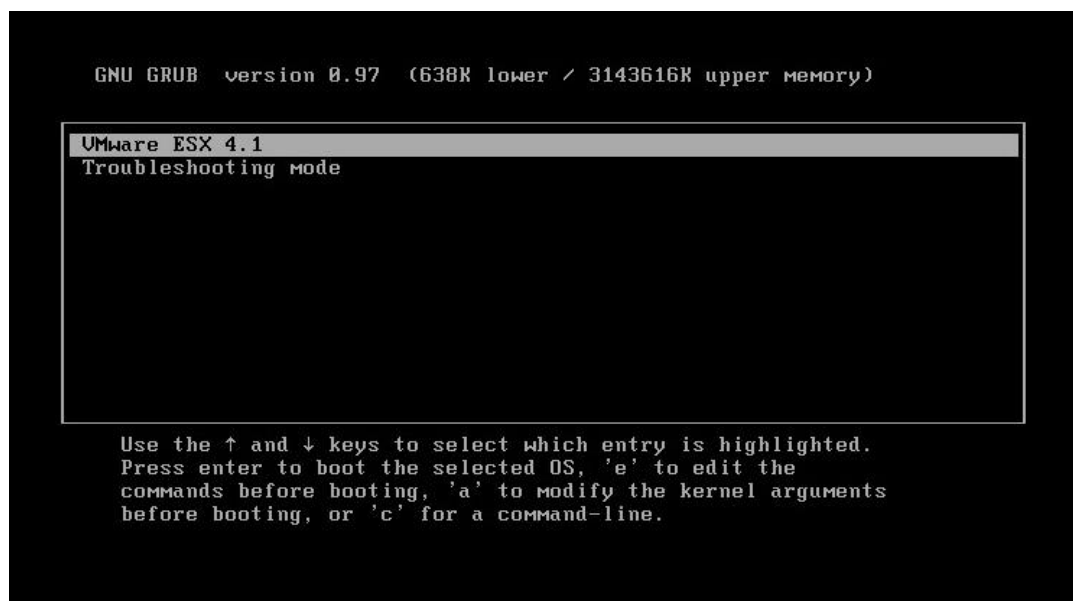 GNU GRUB  version 0.97  (638K lower / 3143616K upper memory)
VMware ESX 4.1
Troubleshooting mode
Use the ↑ and ↓ keys to select which entry is highlighted.
Press enter to boot the selected OS, 'e' to edit the
commands before booting, 'a' to modify the kernel arguments
before booting, or 'c' for a command-line.